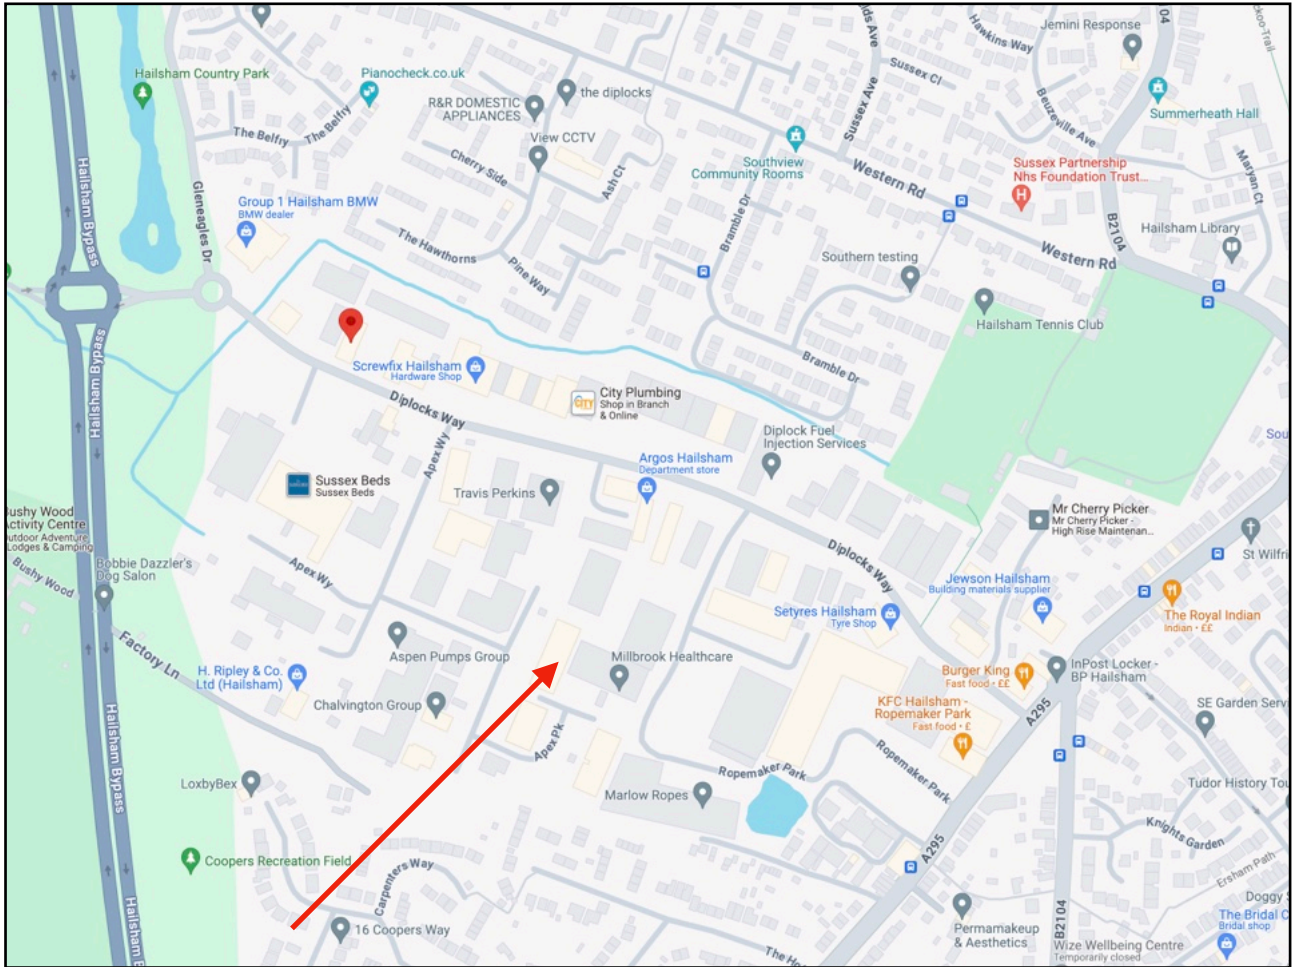 04
Jemini Response
Hawkins Way
Hailsham Country Park
Pianocheck.co.uk
the diplocks
R&R DOMESTIC
APPLIANCES
Sussex Cl
Sussex Ave
Beuzeville Ave
Summerheath Hall
The Belfry
The Belfry
View CCTV
Cherry Side
Ash Ct
Southview
Community Rooms
Western Rd
Sussex Partnership
Nhs Foundation Trust...
Maryan Ct
Hailsham Bypass
Gleneagles Dr
Group 1 Hailsham BMW
BMW dealer
Bramble Dr
B2104
Hailsham Library
The Hawthorns
Pine Way
Southern testing
Western Rd
Hailsham Tennis Club
Hailsham Bypass
Screwfix Hailsham
Hardware Shop
Bramble Dr
Diplocks Way
CITY
City Plumbing
Shop in Branch
& Online
Apex Wy
Diplock Fuel
Injection Services
Argos Hailsham
Department store
Sou
Sussex Beds
Sussex Beds
Travis Perkins
Bushy Wood
Activity Centre
Outdoor Adventure
Lodges & Camping
Mr Cherry Picker
Mr Cherry Picker -
High Rise Maintenan...
St Wilfri
Bushy Wood
Bobbie Dazzler's
Dog Salon
Apex Wy
Diplocks Way
Jewson Hailsham
Building materials supplier
Setyres Hailsham
Tyre Shop
The Royal Indian
Indian • ££
Factory Ln
Aspen Pumps Group
Millbrook Healthcare
Burger King
Fast food • ££
InPost Locker -
BP Hailsham
H. Ripley & Co.
Ltd (Hailsham)
Chalvington Group
KFC Hailsham -
Ropemaker Park
Fast food • £
A295
SE Garden Serv
Hailsham Bypass
Apex Pk
Ropemaker Park
Ropemaker Park
LoxbyBex
Marlow Ropes
Tudor History Tou
Knights Garden
A295
Coopers Recreation Field
Carpenters Way
Ersham Path
Doggy S
16 Coopers Way
Hailsham B
Permamakeup
& Aesthetics
B2104
The Bridal C
Bridal shop
Wize Wellbeing Centre
Temporarily closed